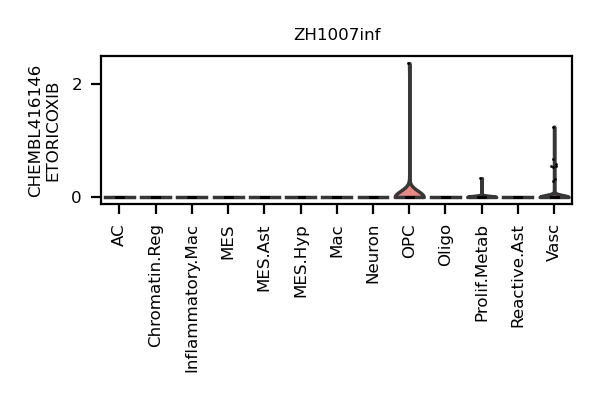 ZH1007inf
CHEMBL416146
ETORICOXIB
2
0
AC
Chromatin.Reg
Inflammatory.Mac
MES
MES.Ast
MES.Hyp
Mac
Neuron
OPC
Oligo
Prolif.Metab
Reactive.Ast
Vasc